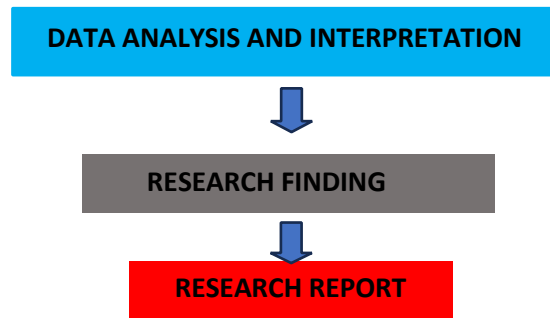 DATA ANALYSIS AND INTERPRETATION
RESEARCH FINDING
RESEARCH REPORT